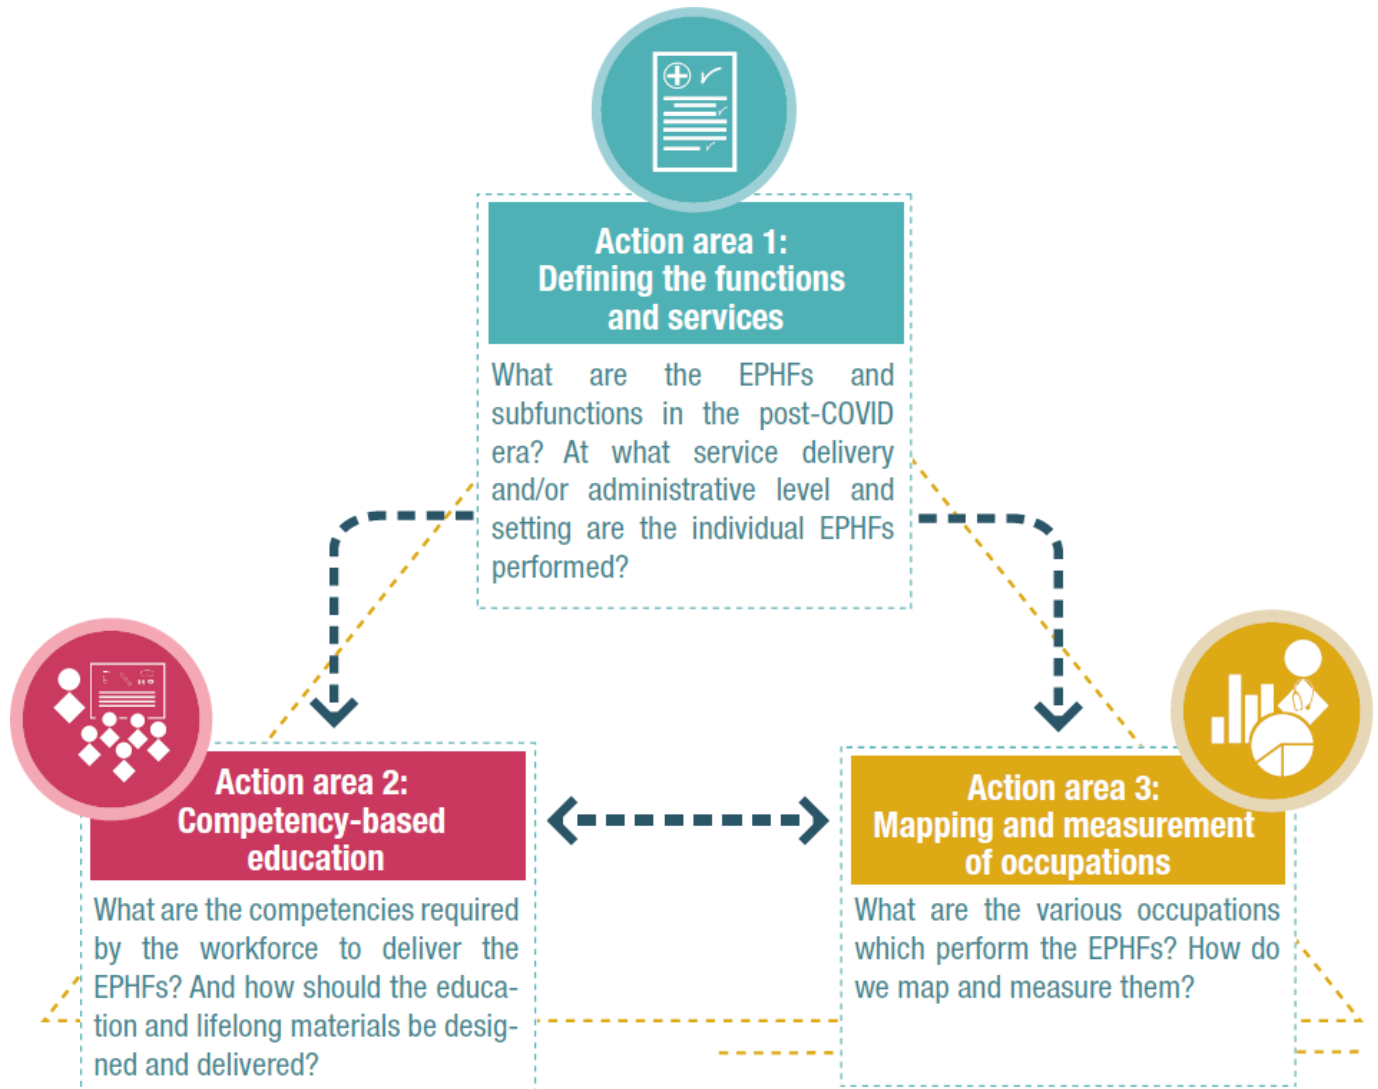 Action area 1:
Defining the functions
and services
What are the EPHFs and
subfunctions in the post-COVID
era? At what service delivery
and/or administrative level and
setting are the individual EPHFs
performed?
Action area 2:
Competency-based
education
What are the competencies required
by the workforce to deliver the
EPHFs? And how should the educa-
tion and lifelong materials be desig-
ned and delivered?
Action area 3:
Mapping and measurement
of occupations
What are the various occupations
which perform the EPHFs? How do
we map and measure them?